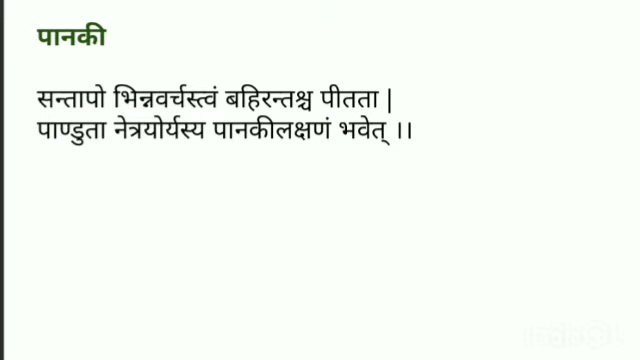 पानकी
सन्तापो भिन्नवर्चस्त्वं बहिरन्तश्च पीतता |
पाण्डुता नेत्रयोर्यस्य पानकीलक्षणं भवेत् ।।